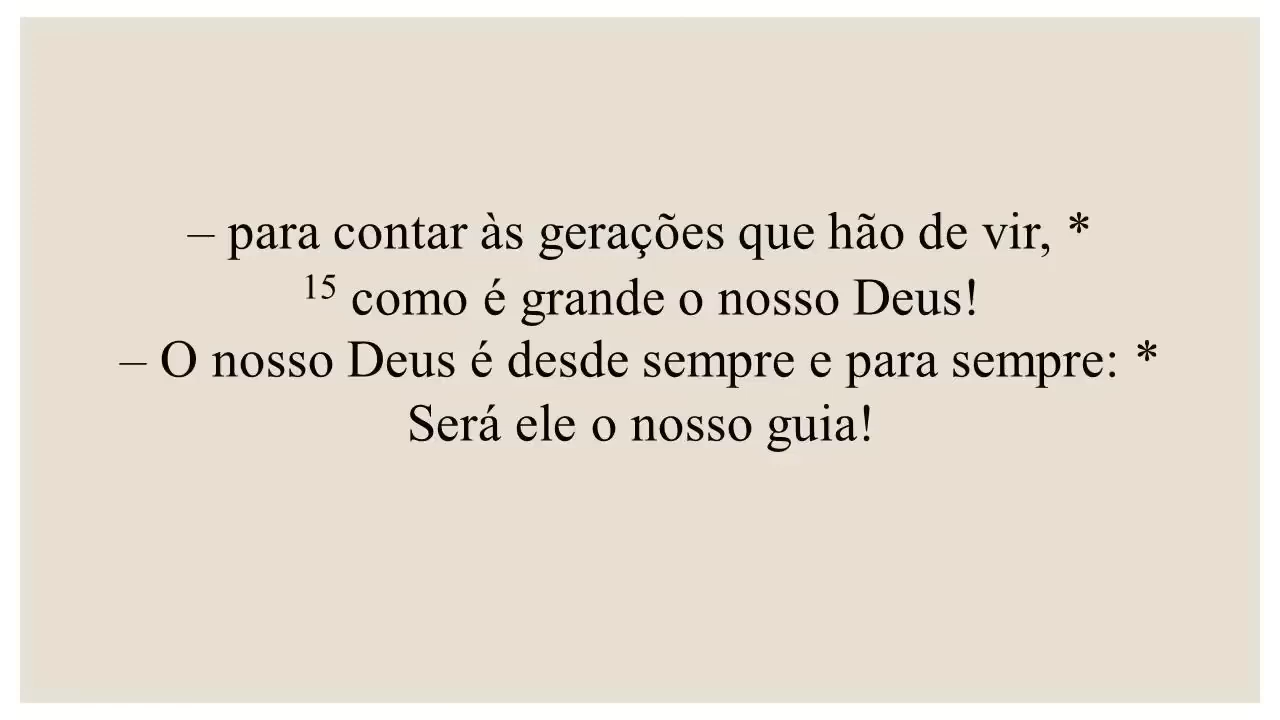 – para contar às gerações que hão de vir, *
15 como é grande o nosso Deus!
– O nosso Deus é desde sempre e para sempre: *
Será ele o nosso guia!